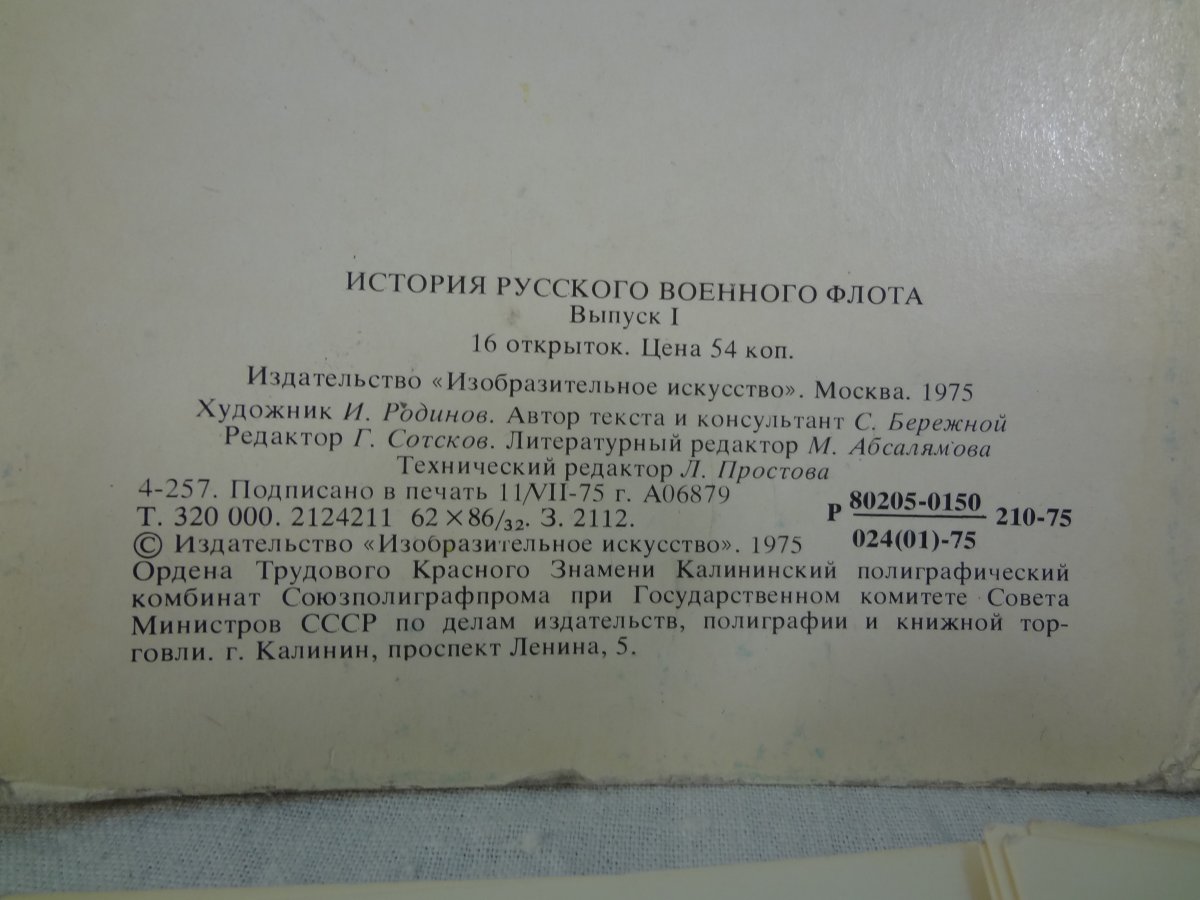 ИСТОРИЯ РУССКОГО ВОЕННОГО ФЛОТА
Выпуск I
16 открыток. Цена 54 коп.
Издательство «Изобразительное искусство». Москва. 1975
Художник И. Родинов. Автор текста и консультант С. Бережной
Редактор Г. Сотсков. Литературный редактор М. Абсалямова
Технический редактор Л. Простова
4-257. Подписано в печать 11/VII-75 г. А06879
Т. 320 000. 2124211 62 × 86/32. З. 2112.
Р 80205-0150 / 024(01)-75 210-75
© Издательство «Изобразительное искусство». 1975
Ордена Трудового Красного Знамени Калининский полиграфический
комбинат Союзполиграфпрома при Государственном комитете Совета
Министров СССР по делам издательств, полиграфии и книжной тор-
говли. г. Калинин, проспект Ленина, 5.